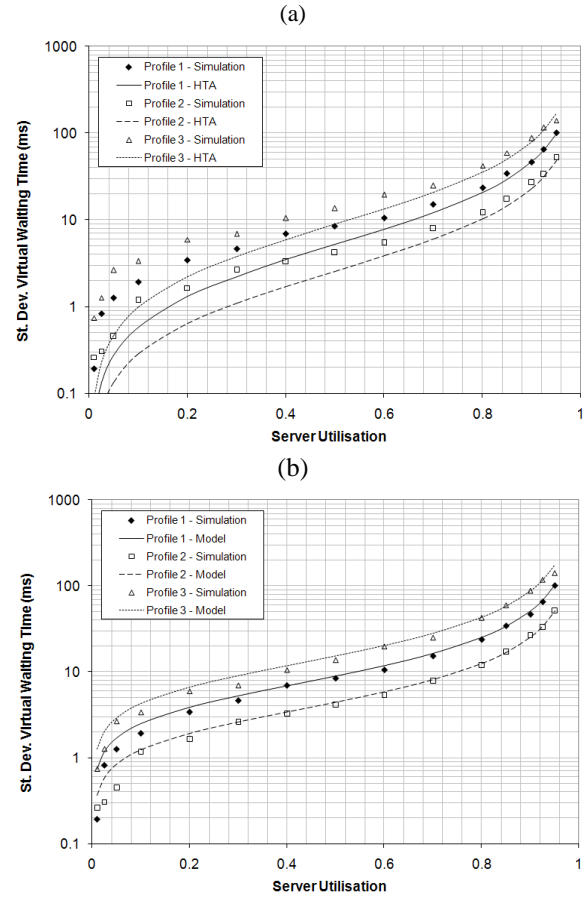 (a)
1000
100
10
1
0.1
St. Dev. Virtual Waiting Time (ms)
Profile 1 - Simulation
Profile 1 - HTA
Profile 2 - Simulation
Profile 2 - HTA
Profile 3 - Simulation
Profile 3 - HTA
0 0.2 0.4 0.6 0.8 1
Server Utilisation
(b)
1000
100
10
1
0.1
St. Dev. Virtual Waiting Time (ms)
Profile 1 - Simulation
Profile 1 - Model
Profile 2 - Simulation
Profile 2 - Model
Profile 3 - Simulation
Profile 3 - Model
0 0.2 0.4 0.6 0.8 1
Server Utilisation